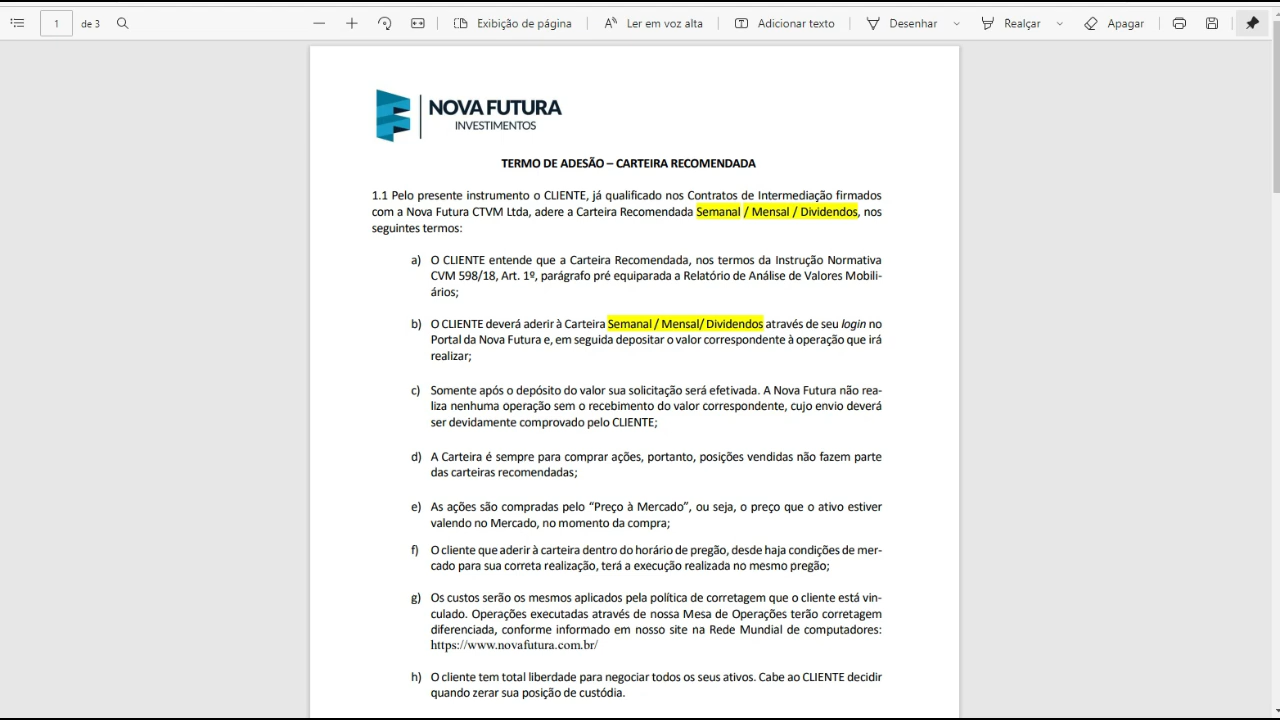 1 de 3 Exibição de página Ler em voz alta Adicionar texto Desenhar Realçar Apagar
NOVA FUTURA
INVESTIMENTOS
TERMO DE ADESÃO – CARTEIRA RECOMENDADA
1.1 Pelo presente instrumento o CLIENTE, já qualificado nos Contratos de Intermediação firmados
com a Nova Futura CTVM Ltda, adere a Carteira Recomendada Semanal / Mensal / Dividendos, nos
seguintes termos:
a) O CLIENTE entende que a Carteira Recomendada, nos termos da Instrução Normativa
CVM 598/18, Art. 1º, parágrafo pré equiparada a Relatório de Análise de Valores Mobili-
ários;
b) O CLIENTE deverá aderir à Carteira Semanal / Mensal/ Dividendos através de seu login no
Portal da Nova Futura e, em seguida depositar o valor correspondente à operação que irá
realizar;
c) Somente após o depósito do valor sua solicitação será efetivada. A Nova Futura não rea-
liza nenhuma operação sem o recebimento do valor correspondente, cujo envio deverá
ser devidamente comprovado pelo CLIENTE;
d) A Carteira é sempre para comprar ações, portanto, posições vendidas não fazem parte
das carteiras recomendadas;
e) As ações são compradas pelo “Preço à Mercado”, ou seja, o preço que o ativo estiver
valendo no Mercado, no momento da compra;
f) O cliente que aderir à carteira dentro do horário de pregão, desde haja condições de mer-
cado para sua correta realização, terá a execução realizada no mesmo pregão;
g) Os custos serão os mesmos aplicados pela política de corretagem que o cliente está vin-
culado. Operações executadas através de nossa Mesa de Operações terão corretagem
diferenciada, conforme informado em nosso site na Rede Mundial de computadores:
https://www.novafutura.com.br/
h) O cliente tem total liberdade para negociar todos os seus ativos. Cabe ao CLIENTE decidir
quando zerar sua posição de custódia.